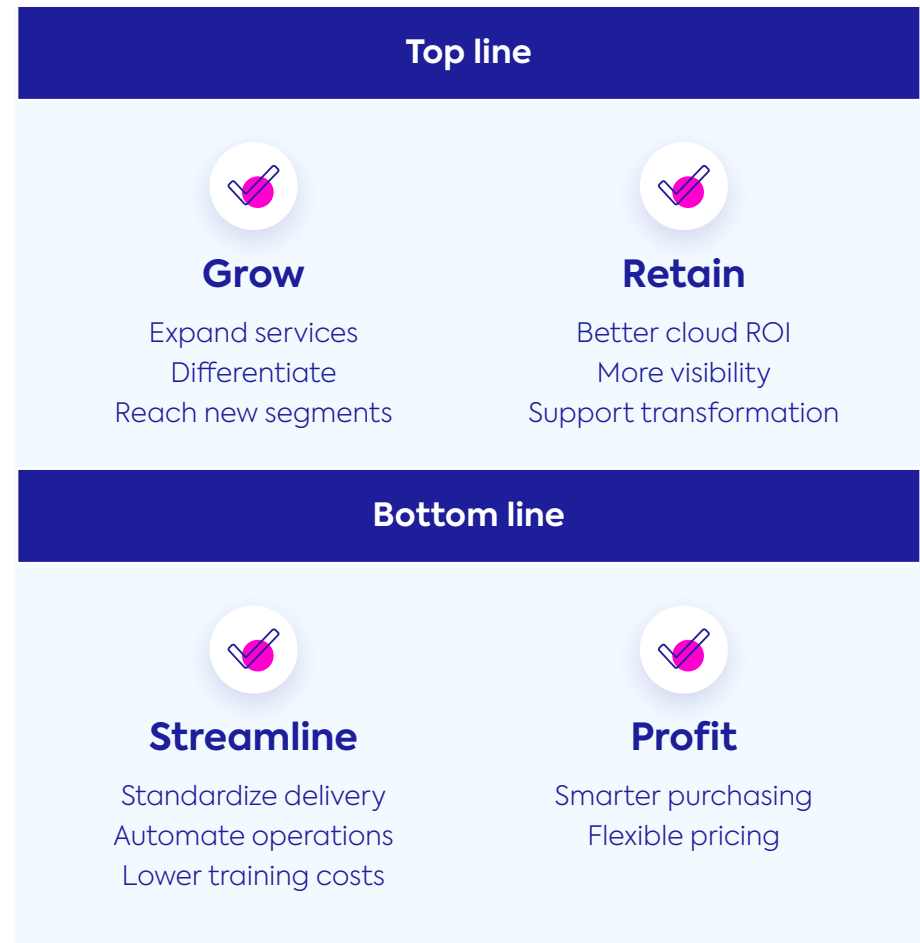 Top line
Grow
Expand services
Differentiate
Reach new segments
Retain
Better cloud ROI
More visibility
Support transformation
Bottom line
Streamline
Standardize delivery
Automate operations
Lower training costs
Profit
Smarter purchasing
Flexible pricing